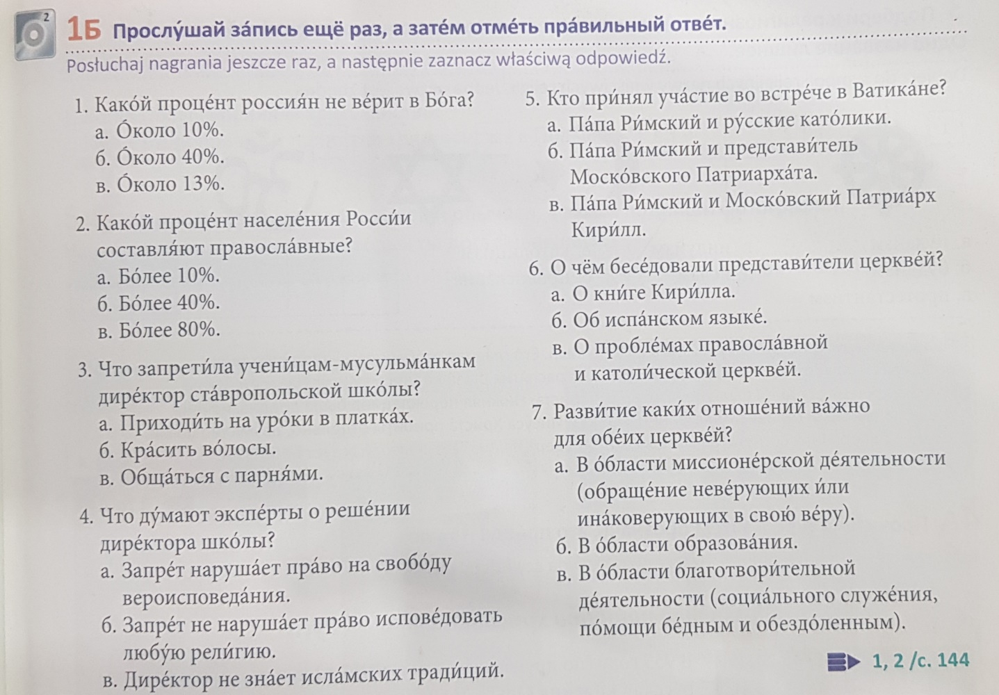 2
1Б Прослу́шай за́пись ещё раз, а зате́м отме́ть пра́вильный отве́т.
Posłuchaj nagrania jeszcze raz, a następnie zaznacz właściwą odpowiedź.
1. Како́й проце́нт россия́н не ве́рит в Бо́га?
а. О́коло 10%.
б. О́коло 40%.
в. О́коло 13%.
2. Како́й проце́нт населе́ния Росси́и
составля́ют правосла́вные?
а. Бо́лее 10%.
б. Бо́лее 40%.
в. Бо́лее 80%.
3. Что запрети́ла учени́цам-мусульма́нкам
дире́ктор ста́вропольской шко́лы?
а. Приходи́ть на уро́ки в платка́х.
б. Кра́сить во́лосы.
в. Обща́ться с парня́ми.
4. Что ду́мают экспе́рты о реше́нии
дире́ктора шко́лы?
а. Запре́т наруша́ет пра́во на свобо́ду
вероисповеда́ния.
б. Запре́т не наруша́ет пра́во испове́довать
любу́ю рели́гию.
в. Дире́ктор не зна́ет исла́мских тради́ций.
5. Кто при́нял уча́стие во встре́че в Ватика́не?
а. Па́па Ри́мский и ру́сские като́лики.
б. Па́па Ри́мский и представи́тель
Моско́вского Патриарха́та.
в. Па́па Ри́мский и Моско́вский Патриа́рх
Кири́лл.
6. О чём бесе́довали представи́тели церкве́й?
а. О кни́ге Кири́лла.
б. Об испа́нском языке́.
в. О пробле́мах правосла́вной
и католи́ческой церкве́й.
7. Разви́тие каки́х отноше́ний ва́жно
для обе́их церкве́й?
а. В о́бласти миссионе́рской де́ятельности
(обраще́ние неве́рующих и́ли
ина́коверующих в свою́ ве́ру).
б. В о́бласти образова́ния.
в. В о́бласти благотвори́тельной
де́ятельности (социа́льного служе́ния,
по́мощи бе́дным и обездо́ленным).
1, 2 /с. 144